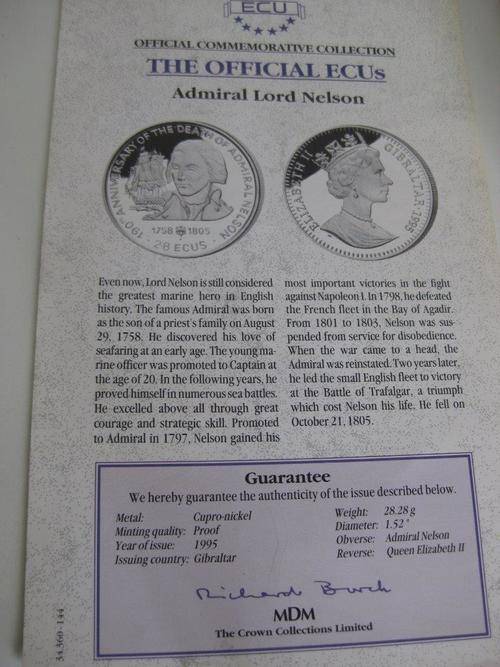 ECU
OFFICIAL COMMEMORATIVE COLLECTION
THE OFFICIAL ECUs
Admiral Lord Nelson
190th ANNIVERSARY OF THE DEATH OF ADMIRAL NELSON
1758 1805
28 ECUS
ELIZABETH II
GIBRALTAR 1995
Even now, Lord Nelson is still considered
the greatest marine hero in English
history. The famous Admiral was born
as the son of a priest's family on August
29, 1758. He discovered his love of
seafaring at an early age. The young ma-
rine officer was promoted to Captain at
the age of 20. In the following years, he
proved himself in numerous sea battles.
He excelled above all through great
courage and strategic skill. Promoted
to Admiral in 1797, Nelson gained his
most important victories in the fight
against Napoleon I. In 1798, he defeated
the French fleet in the Bay of Agadir.
From 1801 to 1803, Nelson was sus-
pended from service for disobedience.
When the war came to a head, the
Admiral was reinstated. Two years later,
he led the small English fleet to victory
at the Battle of Trafalgar, a triumph
which cost Nelson his life. He fell on
October 21, 1805.
Guarantee
We hereby guarantee the authenticity of the issue described below.
Metal: Cupro-nickel
Minting quality: Proof
Year of issue: 1995
Issuing country: Gibraltar
Weight: 28.28 g
Diameter: 1.52"
Obverse: Admiral Nelson
Reverse: Queen Elizabeth II
Richard Burch
MDM
The Crown Collections Limited
34360-144